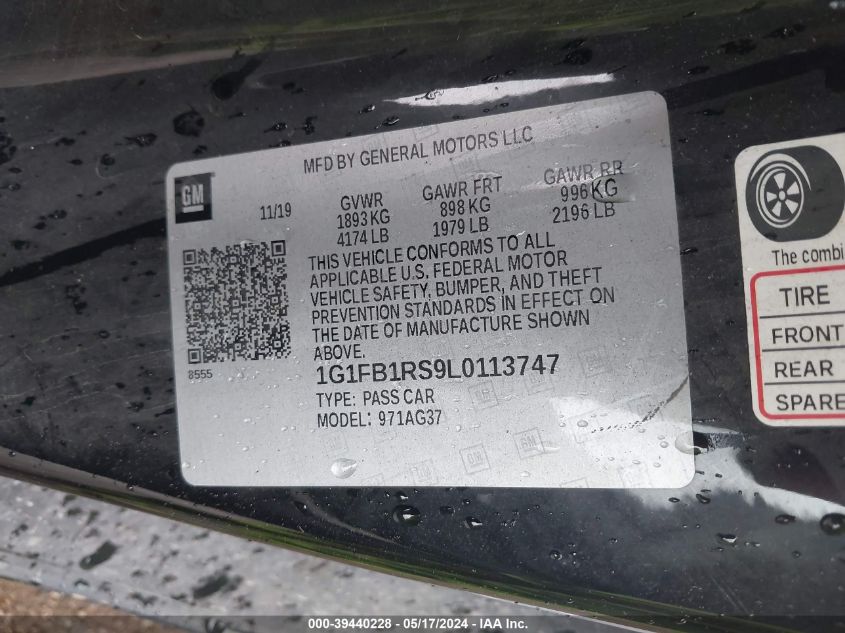 MFD BY GENERAL MOTORS LLC
GM
11/19
GVWR
1893 KG
4174 LB
GAWR FRT
898 KG
1979 LB
GAWR RR
996 KG
2196 LB
THIS VEHICLE CONFORMS TO ALL
APPLICABLE U.S. FEDERAL MOTOR
VEHICLE SAFETY, BUMPER, AND THEFT
PREVENTION STANDARDS IN EFFECT ON
THE DATE OF MANUFACTURE SHOWN
ABOVE.
8555
1G1FB1RS9L0113747
TYPE: PASS CAR
MODEL: 971AG37
The combi
TIRE
FRONT
REAR
SPARE
000-39440228 - 05/17/2024 - IAA Inc.